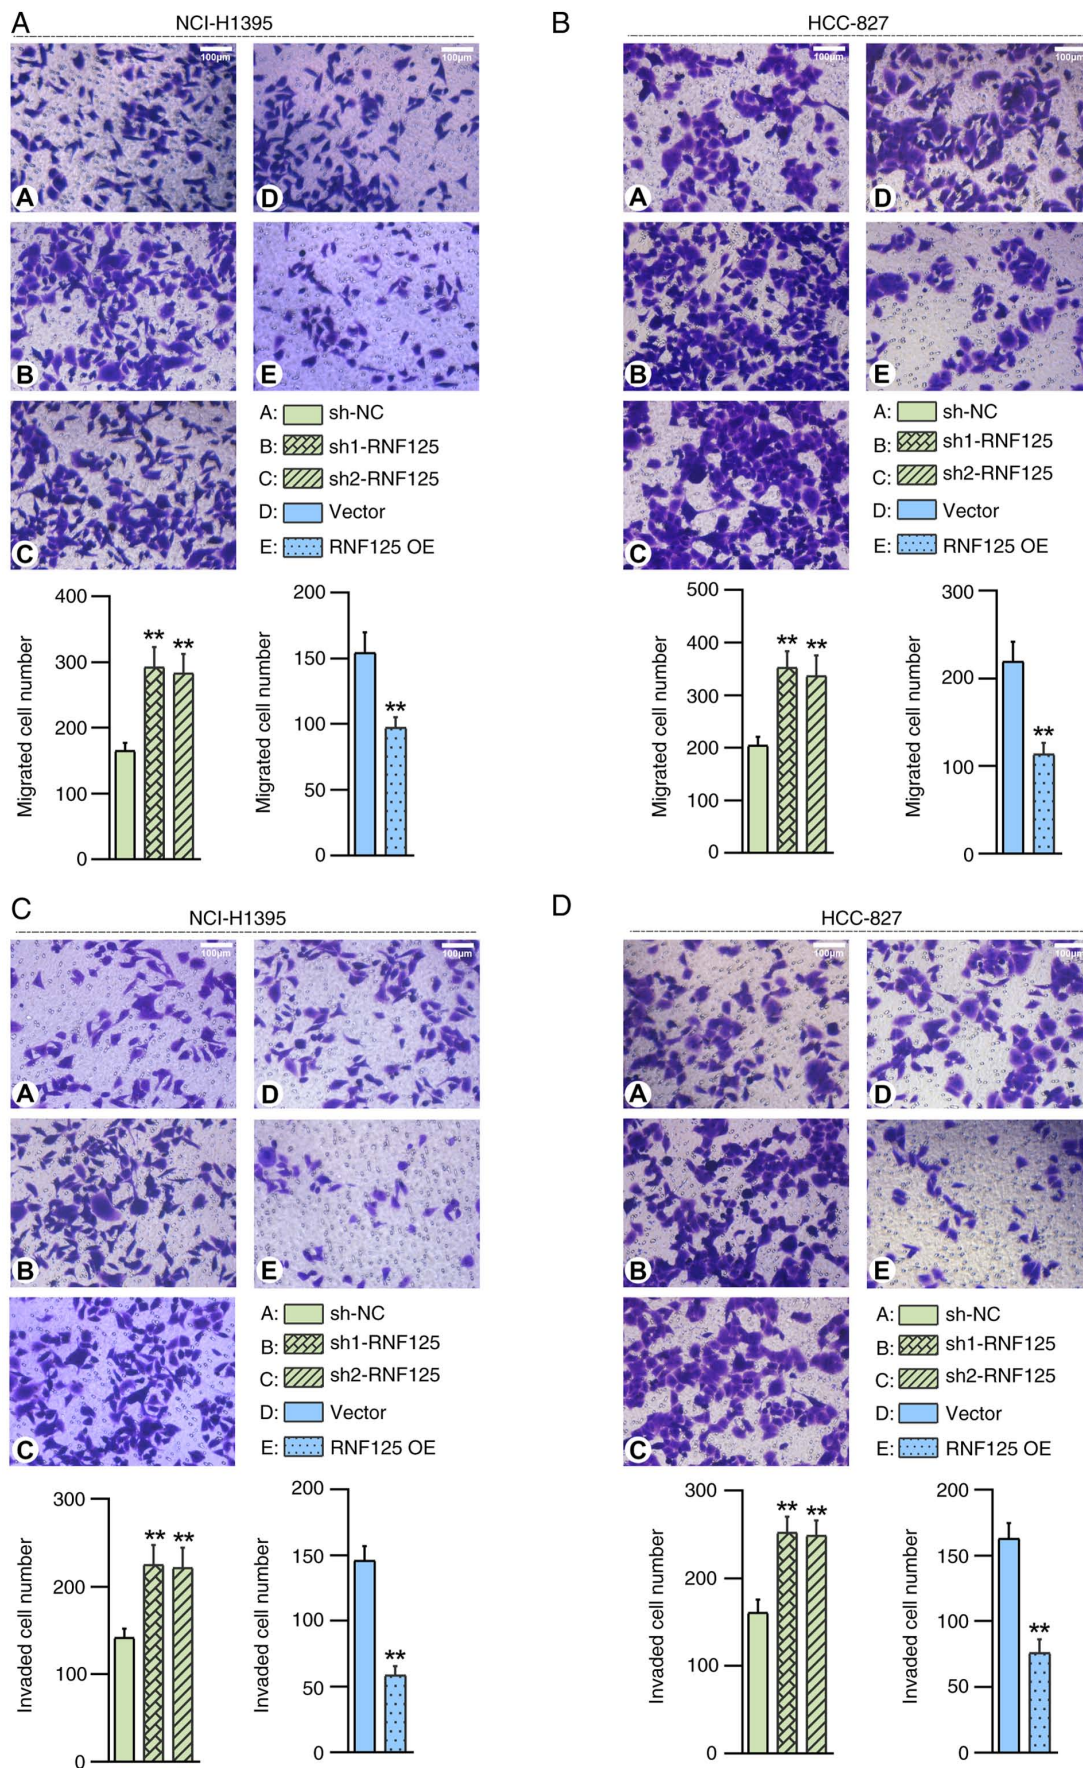 A
NCI-H1395
100µm
100µm
A
D
B
E
C
A: sh-NC
B: sh1-RNF125
C: sh2-RNF125
D: Vector
E: RNF125 OE
Migrated cell number
400
300
200
100
0
**
**
Migrated cell number
200
150
100
50
0
**
B
HCC-827
100µm
100µm
A
D
B
E
C
A: sh-NC
B: sh1-RNF125
C: sh2-RNF125
D: Vector
E: RNF125 OE
Migrated cell number
500
400
300
200
100
0
**
**
Migrated cell number
300
200
100
0
**
C
NCI-H1395
100µm
100µm
A
D
B
E
C
A: sh-NC
B: sh1-RNF125
C: sh2-RNF125
D: Vector
E: RNF125 OE
Invaded cell number
300
200
100
0
**
**
Invaded cell number
200
150
100
50
0
**
D
HCC-827
100µm
100µm
A
D
B
E
C
A: sh-NC
B: sh1-RNF125
C: sh2-RNF125
D: Vector
E: RNF125 OE
Invaded cell number
300
200
100
0
**
**
Invaded cell number
200
150
100
50
0
**